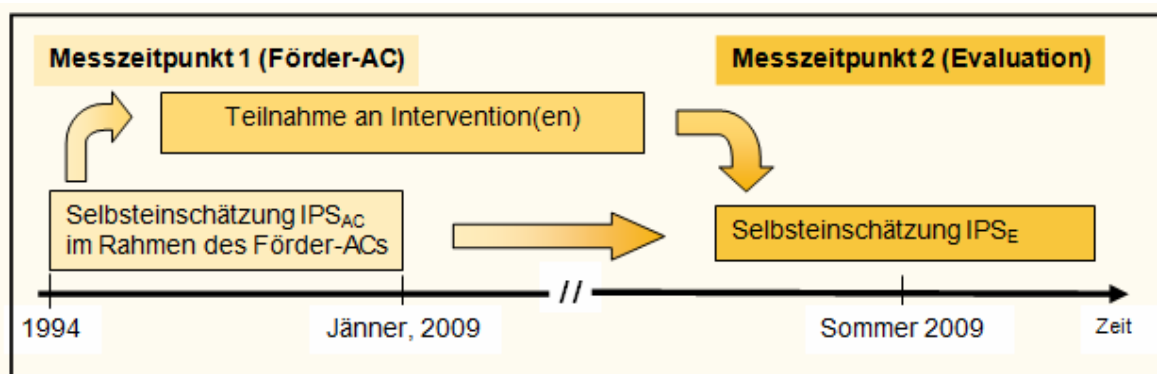 Messzeitpunkt 1 (Förder-AC)
Messzeitpunkt 2 (Evaluation)
Teilnahme an Intervention(en)
Selbsteinschätzung IPSAC
im Rahmen des Förder-ACs
Selbsteinschätzung IPSE
//
1994
Jänner, 2009
Sommer 2009
Zeit